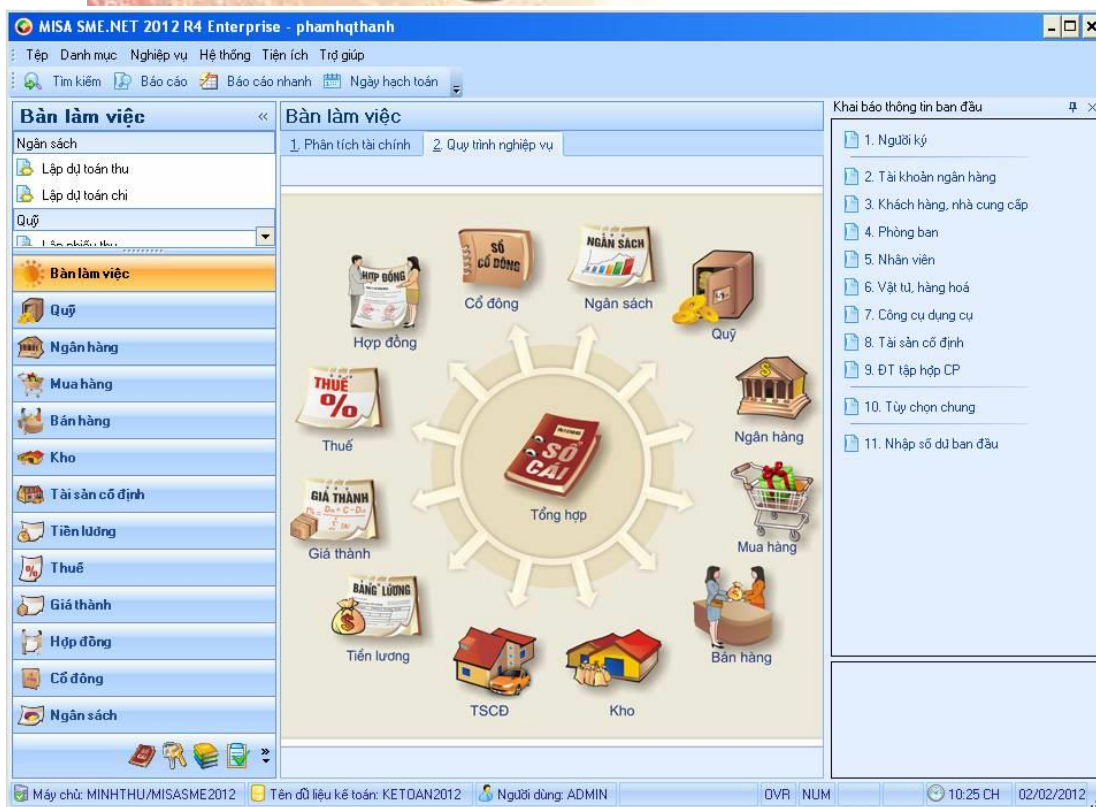 MISA SME.NET 2012 R4 Enterprise - phamhqthanh
Tệp Danh mục Nghiệp vụ Hệ thống Tiện ích Trợ giúp
Tìm kiếm Báo cáo Báo cáo nhanh Ngày hạch toán
Bàn làm việc
Ngân sách
Lập dự toán thu
Lập dự toán chi
Quỹ
Lập phiếu thu
Bàn làm việc
Quỹ
Ngân hàng
Mua hàng
Bán hàng
Kho
Tài sản cố định
Tiền lương
Thuế
Giá thành
Hợp đồng
Cổ đông
Ngân sách
Bàn làm việc
1. Phân tích tài chính 2. Quy trình nghiệp vụ
HỢP ĐỒNG
Hợp đồng
SỔ
CỔ ĐÔNG
Cổ đông
NGÂN SÁCH
Ngân sách
Quỹ
THUẾ
%
Thuế
Ngân hàng
SỔ
CÁI
Tổng hợp
GIÁ THÀNH
Giá thành
Mua hàng
BẢNG LƯƠNG
Tiền lương
TSCĐ
Kho
Bán hàng
Khai báo thông tin ban đầu
1. Người ký
2. Tài khoản ngân hàng
3. Khách hàng, nhà cung cấp
4. Phòng ban
5. Nhân viên
6. Vật tư, hàng hoá
7. Công cụ dụng cụ
8. Tài sản cố định
9. ĐT tập hợp CP
10. Tùy chọn chung
11. Nhập số dư ban đầu
Máy chủ: MINHTHU/MISASME2012 Tên dữ liệu kế toán: KETOAN2012 Người dùng: ADMIN OVR NUM 10:25 CH 02/02/2012